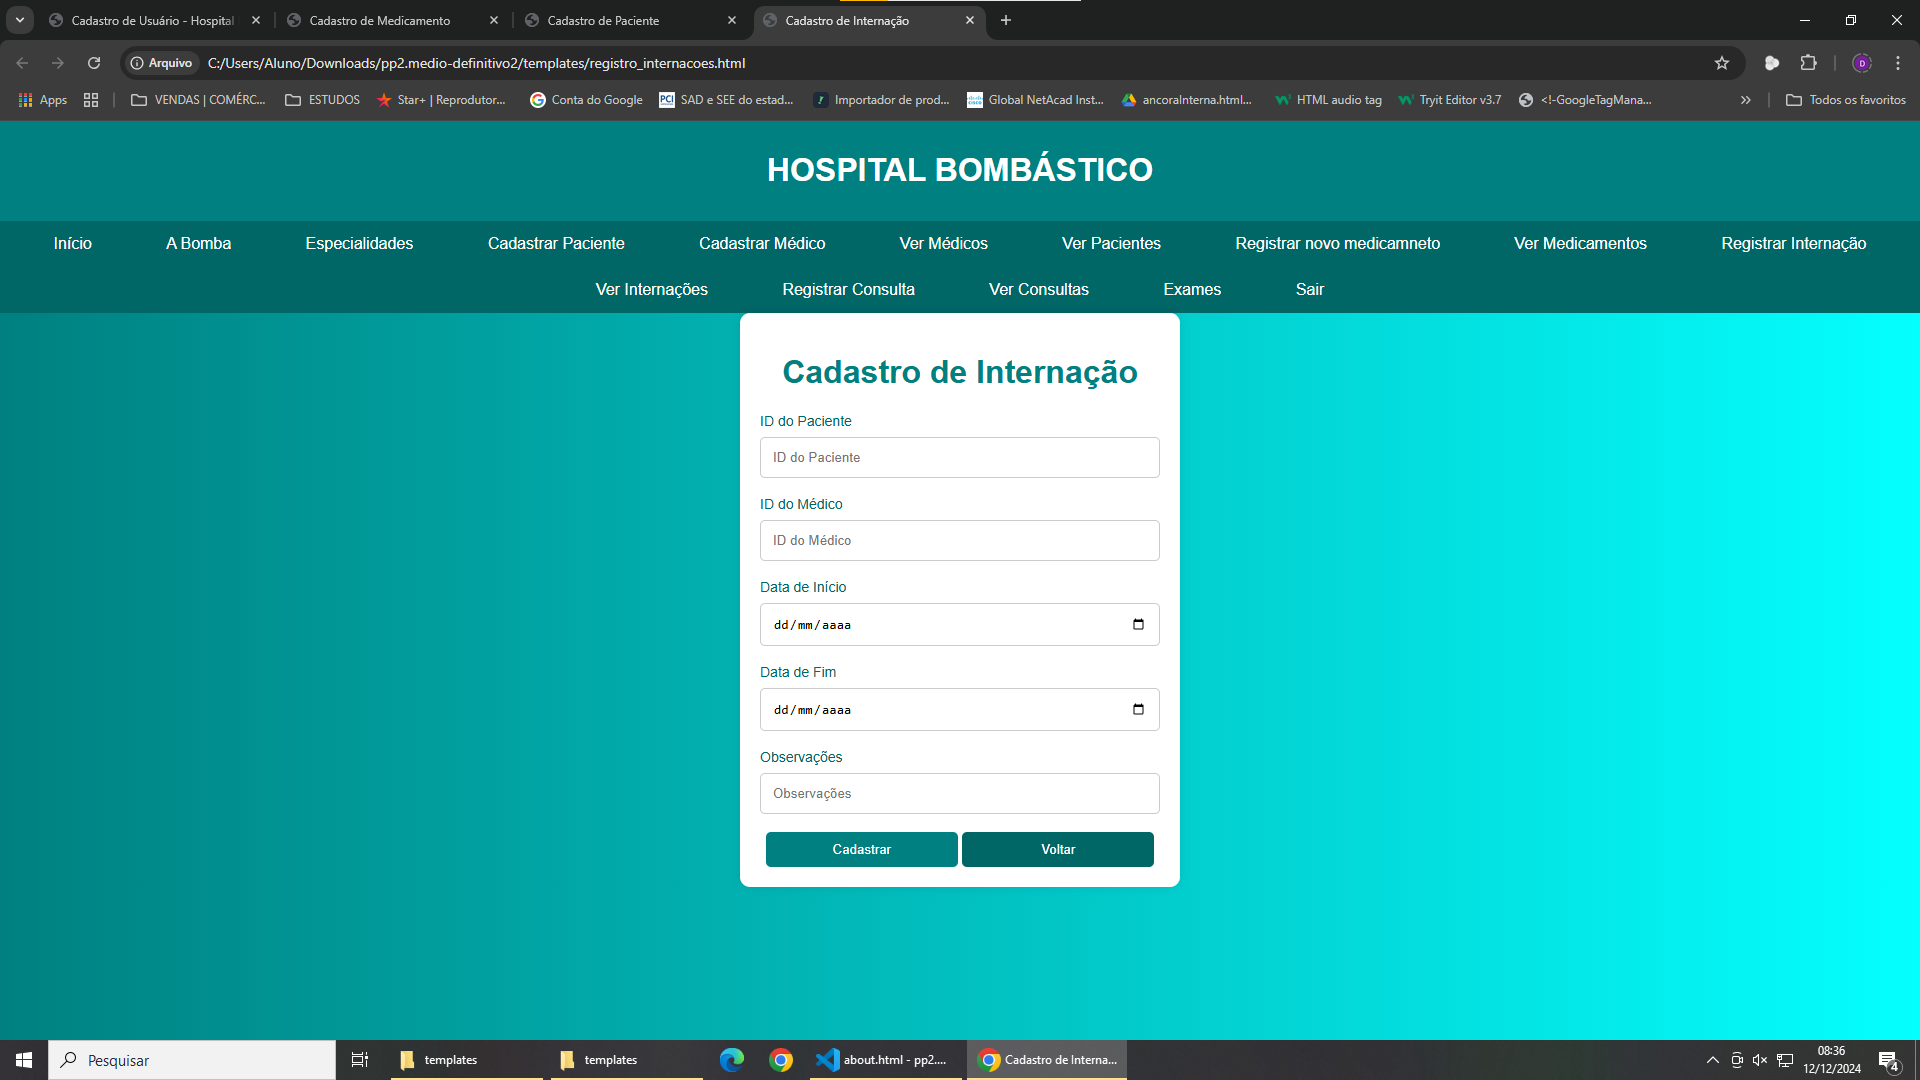 Cadastro de Usuário - Hospital
Cadastro de Medicamento
Cadastro de Paciente
Cadastro de Internação
Arquivo
C:/Users/Aluno/Downloads/pp2.medio-definitivo2/templates/registro_internacoes.html
D
Apps
VENDAS | COMÉRC...
ESTUDOS
Star+ | Reprodutor...
Conta do Google
PCI
SAD e SEE do estad...
Importador de prod...
Global NetAcad Inst...
ancoraInterna.html...
HTML audio tag
Tryit Editor v3.7
<!-GoogleTagMana...
Todos os favoritos
HOSPITAL BOMBÁSTICO
Início A Bomba Especialidades Cadastrar Paciente Cadastrar Médico Ver Médicos Ver Pacientes Registrar novo medicamneto Ver Medicamentos Registrar Internação
Ver Internações Registrar Consulta Ver Consultas Exames Sair
Cadastro de Internação
ID do Paciente
ID do Paciente
ID do Médico
ID do Médico
Data de Início
dd/mm/aaaa
Data de Fim
dd/mm/aaaa
Observações
Observações
Cadastrar Voltar
Pesquisar
templates
templates
about.html - pp2....
Cadastro de Interna...
08:36
12/12/2024
4